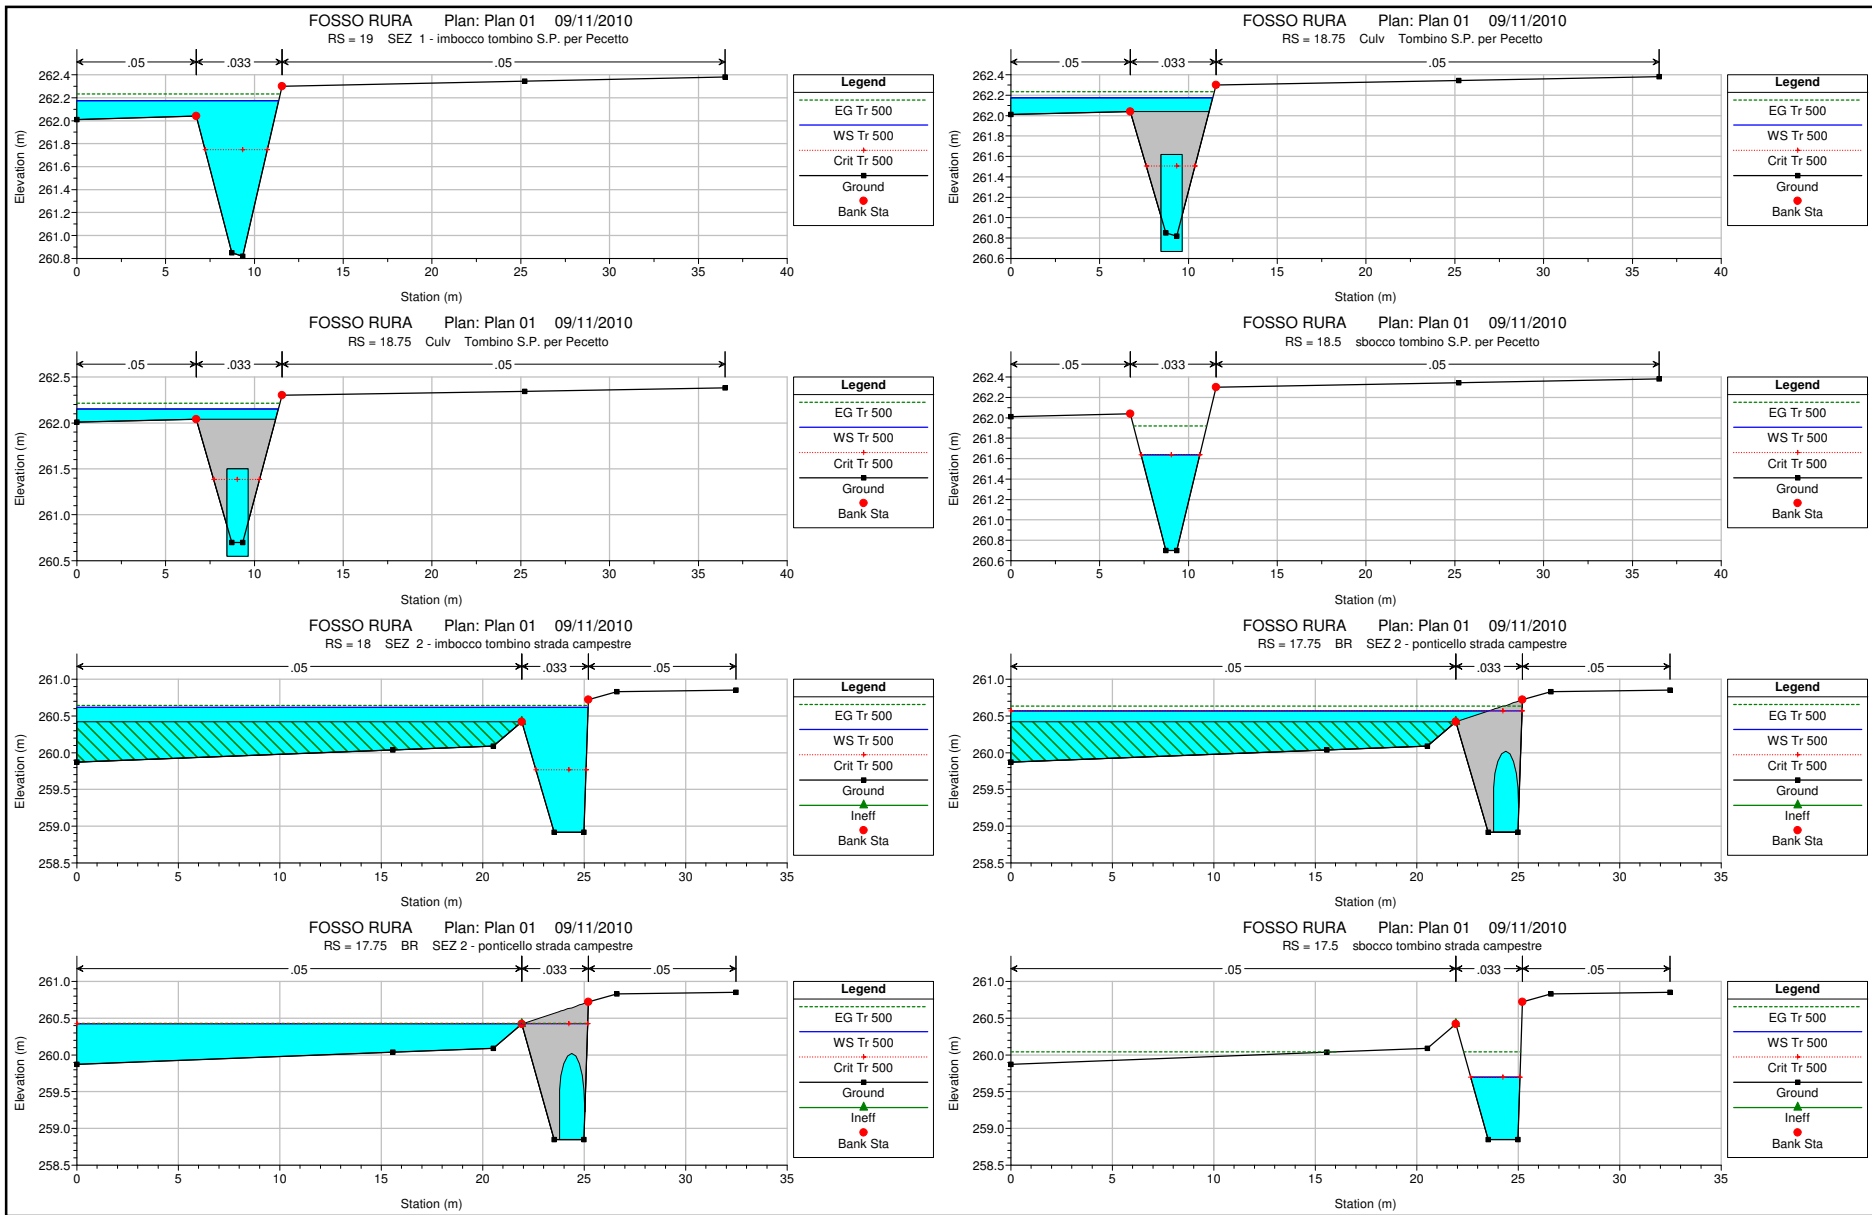 FOSSO RURA Plan: Plan 01 09/11/2010
RS = 19 SEZ 1 - imbocco tombino S.P. per Pecetto
.05 .033 .05
262.4
262.2
262.0
261.8
261.6
261.4
261.2
261.0
260.8
Elevation (m)
0 5 10 15 20 25 30 35 40
Station (m)
Legend
EG Tr 500
WS Tr 500
Crit Tr 500
Ground
Bank Sta
FOSSO RURA Plan: Plan 01 09/11/2010
RS = 18.75 Culv Tombino S.P. per Pecetto
.05 .033 .05
262.4
262.2
262.0
261.8
261.6
261.4
261.2
261.0
260.8
260.6
Elevation (m)
0 5 10 15 20 25 30 35 40
Station (m)
Legend
EG Tr 500
WS Tr 500
Crit Tr 500
Ground
Bank Sta
FOSSO RURA Plan: Plan 01 09/11/2010
RS = 18.75 Culv Tombino S.P. per Pecetto
.05 .033 .05
262.5
262.0
261.5
261.0
260.5
Elevation (m)
0 5 10 15 20 25 30 35 40
Station (m)
Legend
EG Tr 500
WS Tr 500
Crit Tr 500
Ground
Bank Sta
FOSSO RURA Plan: Plan 01 09/11/2010
RS = 18.5 sbocco tombino S.P. per Pecetto
.05 .033 .05
262.4
262.2
262.0
261.8
261.6
261.4
261.2
261.0
260.8
260.6
Elevation (m)
0 5 10 15 20 25 30 35 40
Station (m)
Legend
EG Tr 500
WS Tr 500
Crit Tr 500
Ground
Bank Sta
FOSSO RURA Plan: Plan 01 09/11/2010
RS = 18 SEZ 2 - imbocco tombino strada campestre
.05 .033 .05
261.0
260.5
260.0
259.5
259.0
258.5
Elevation (m)
0 5 10 15 20 25 30 35
Station (m)
Legend
EG Tr 500
WS Tr 500
Crit Tr 500
Ground
Ineff
Bank Sta
FOSSO RURA Plan: Plan 01 09/11/2010
RS = 17.75 BR SEZ 2 - ponticello strada campestre
.05 .033 .05
261.0
260.5
260.0
259.5
259.0
258.5
Elevation (m)
0 5 10 15 20 25 30 35
Station (m)
Legend
EG Tr 500
WS Tr 500
Crit Tr 500
Ground
Ineff
Bank Sta
FOSSO RURA Plan: Plan 01 09/11/2010
RS = 17.75 BR SEZ 2 - ponticello strada campestre
.05 .033 .05
261.0
260.5
260.0
259.5
259.0
258.5
Elevation (m)
0 5 10 15 20 25 30 35
Station (m)
Legend
EG Tr 500
WS Tr 500
Crit Tr 500
Ground
Ineff
Bank Sta
FOSSO RURA Plan: Plan 01 09/11/2010
RS = 17.5 sbocco tombino strada campestre
.05 .033 .05
261.0
260.5
260.0
259.5
259.0
258.5
Elevation (m)
0 5 10 15 20 25 30 35
Station (m)
Legend
EG Tr 500
WS Tr 500
Crit Tr 500
Ground
Ineff
Bank Sta